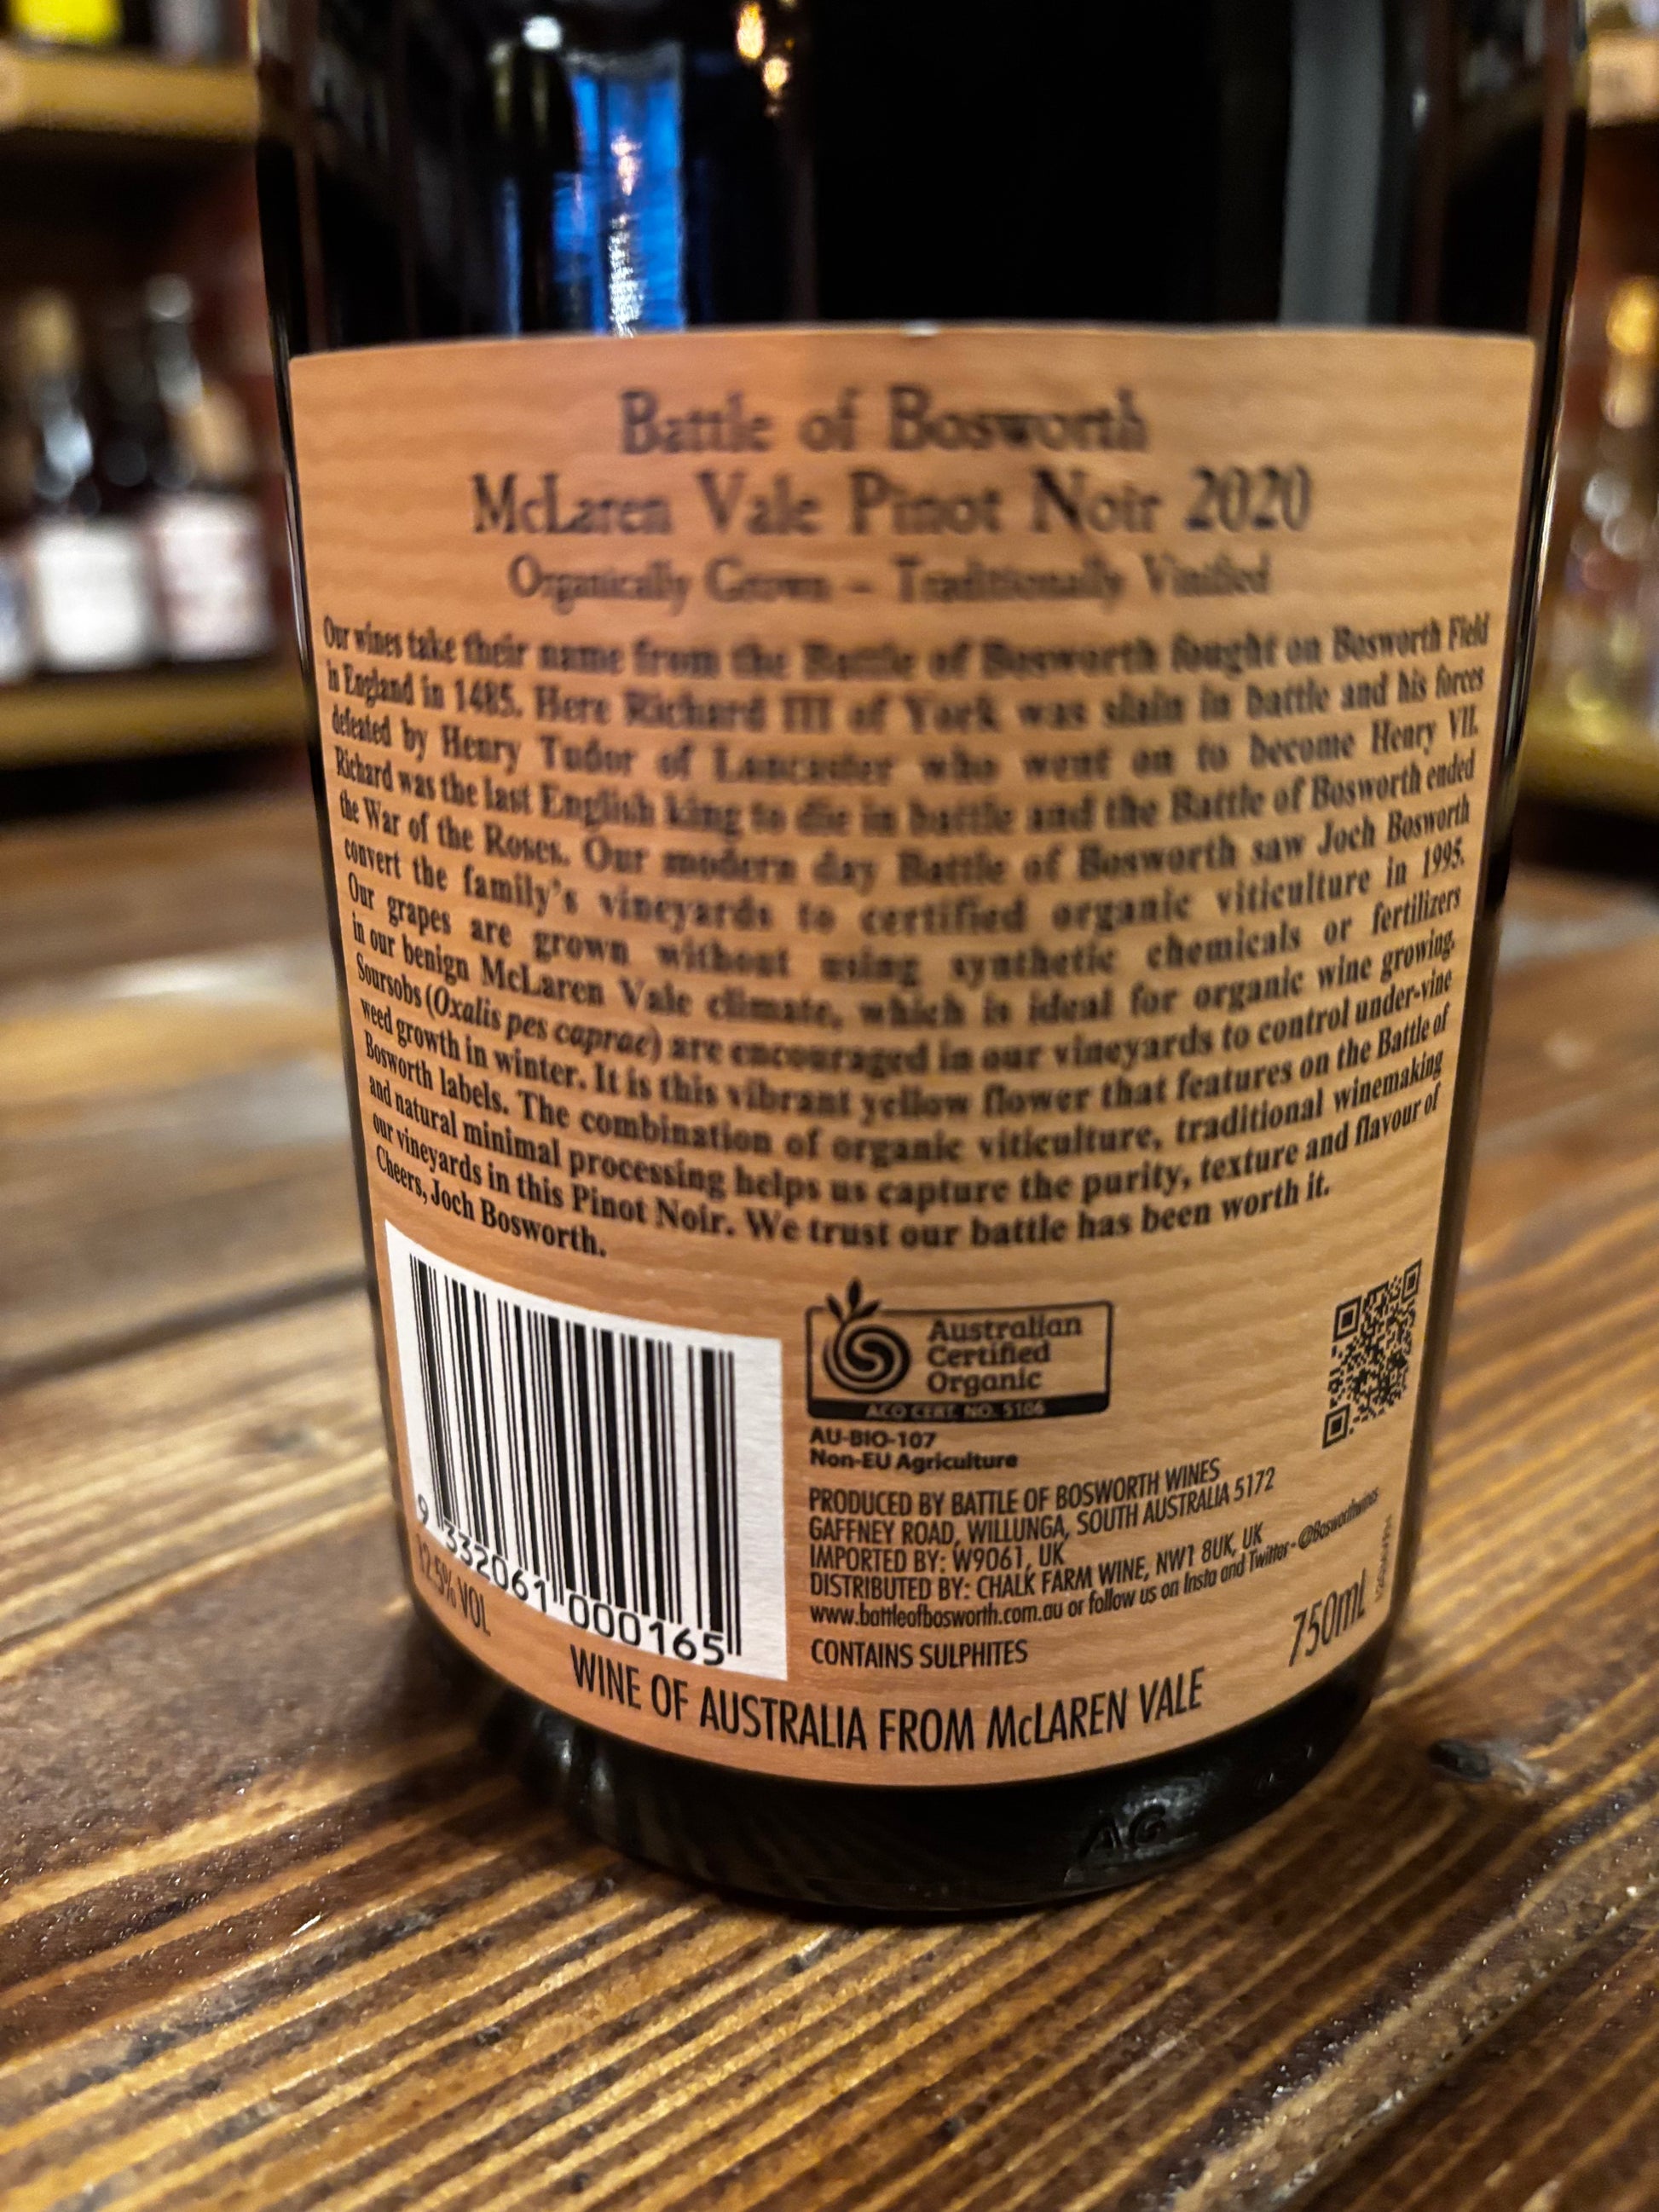 Battle of Bosworth
McLaren Vale Pinot Noir 2020
Organically Grown – Traditionally Vinified
Our wines take their name from the Battle of Bosworth fought on Bosworth Field
in England in 1485. Here Richard III of York was slain in battle and his forces
defeated by Henry Tudor of Lancaster who went on to become Henry VII.
Richard was the last English king to die in battle and the Battle of Bosworth ended
the War of the Roses. Our modern day Battle of Bosworth saw Joch Bosworth
convert the family's vineyards to certified organic viticulture in 1995.
Our grapes are grown without using synthetic chemicals or fertilizers
in our benign McLaren Vale climate, which is ideal for organic wine growing.
Soursobs (Oxalis pes caprae) are encouraged in our vineyards to control under-vine
weed growth in winter. It is this vibrant yellow flower that features on the Battle of
Bosworth labels. The combination of organic viticulture, traditional winemaking
and natural minimal processing helps us capture the purity, texture and flavour of
our vineyards in this Pinot Noir. We trust our battle has been worth it.
Cheers, Joch Bosworth.
Australian
Certified
Organic
ACO CERT. NO. 5106
AU-BIO-107
Non-EU Agriculture
PRODUCED BY BATTLE OF BOSWORTH WINES
GAFFNEY ROAD, WILLUNGA, SOUTH AUSTRALIA 5172
IMPORTED BY: W9061, UK
DISTRIBUTED BY: CHALK FARM WINE, NW1 8UK, UK
www.battleofbosworth.com.au or follow us on Insta and Twitter - @Bosworthwines
CONTAINS SULPHITES
9 332061 000165
12.5% VOL
750mL
WINE OF AUSTRALIA FROM McLAREN VALE
AG